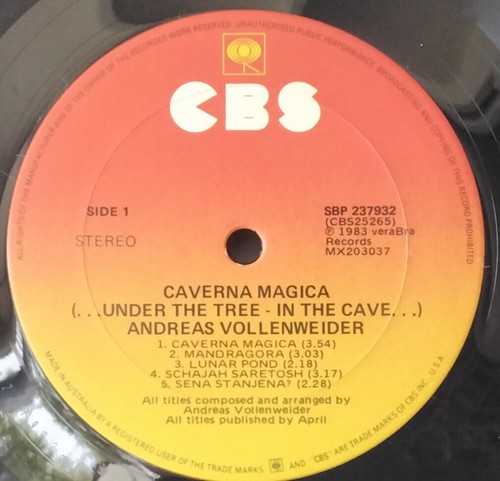 ALL RIGHTS OF THE MANUFACTURER AND OF THE OWNER OF THE RECORDED WORK RESERVED. UNAUTHORISED PUBLIC PERFORMANCE, BROADCASTING AND COPYING OF THIS RECORD PROHIBITED
CBS
SIDE 1
STEREO
SBP 237932
(CBS25265)
℗ 1983 veraBra
Records
MX203037
CAVERNA MAGICA
(...UNDER THE TREE - IN THE CAVE...)
ANDREAS VOLLENWEIDER
1. CAVERNA MAGICA (3.54)
2. MANDRAGORA (3.03)
3. LUNAR POND (2.18)
4. SCHAJAH SARETOSH (3.17)
5. SENA STANJENA? (2.28)
All titles composed and arranged by
Andreas Vollenweider
All titles published by April
MADE IN AUSTRALIA BY A REGISTERED USER OF THE TRADE MARKS AND "CBS" ARE TRADE MARKS OF CBS INC. U S A